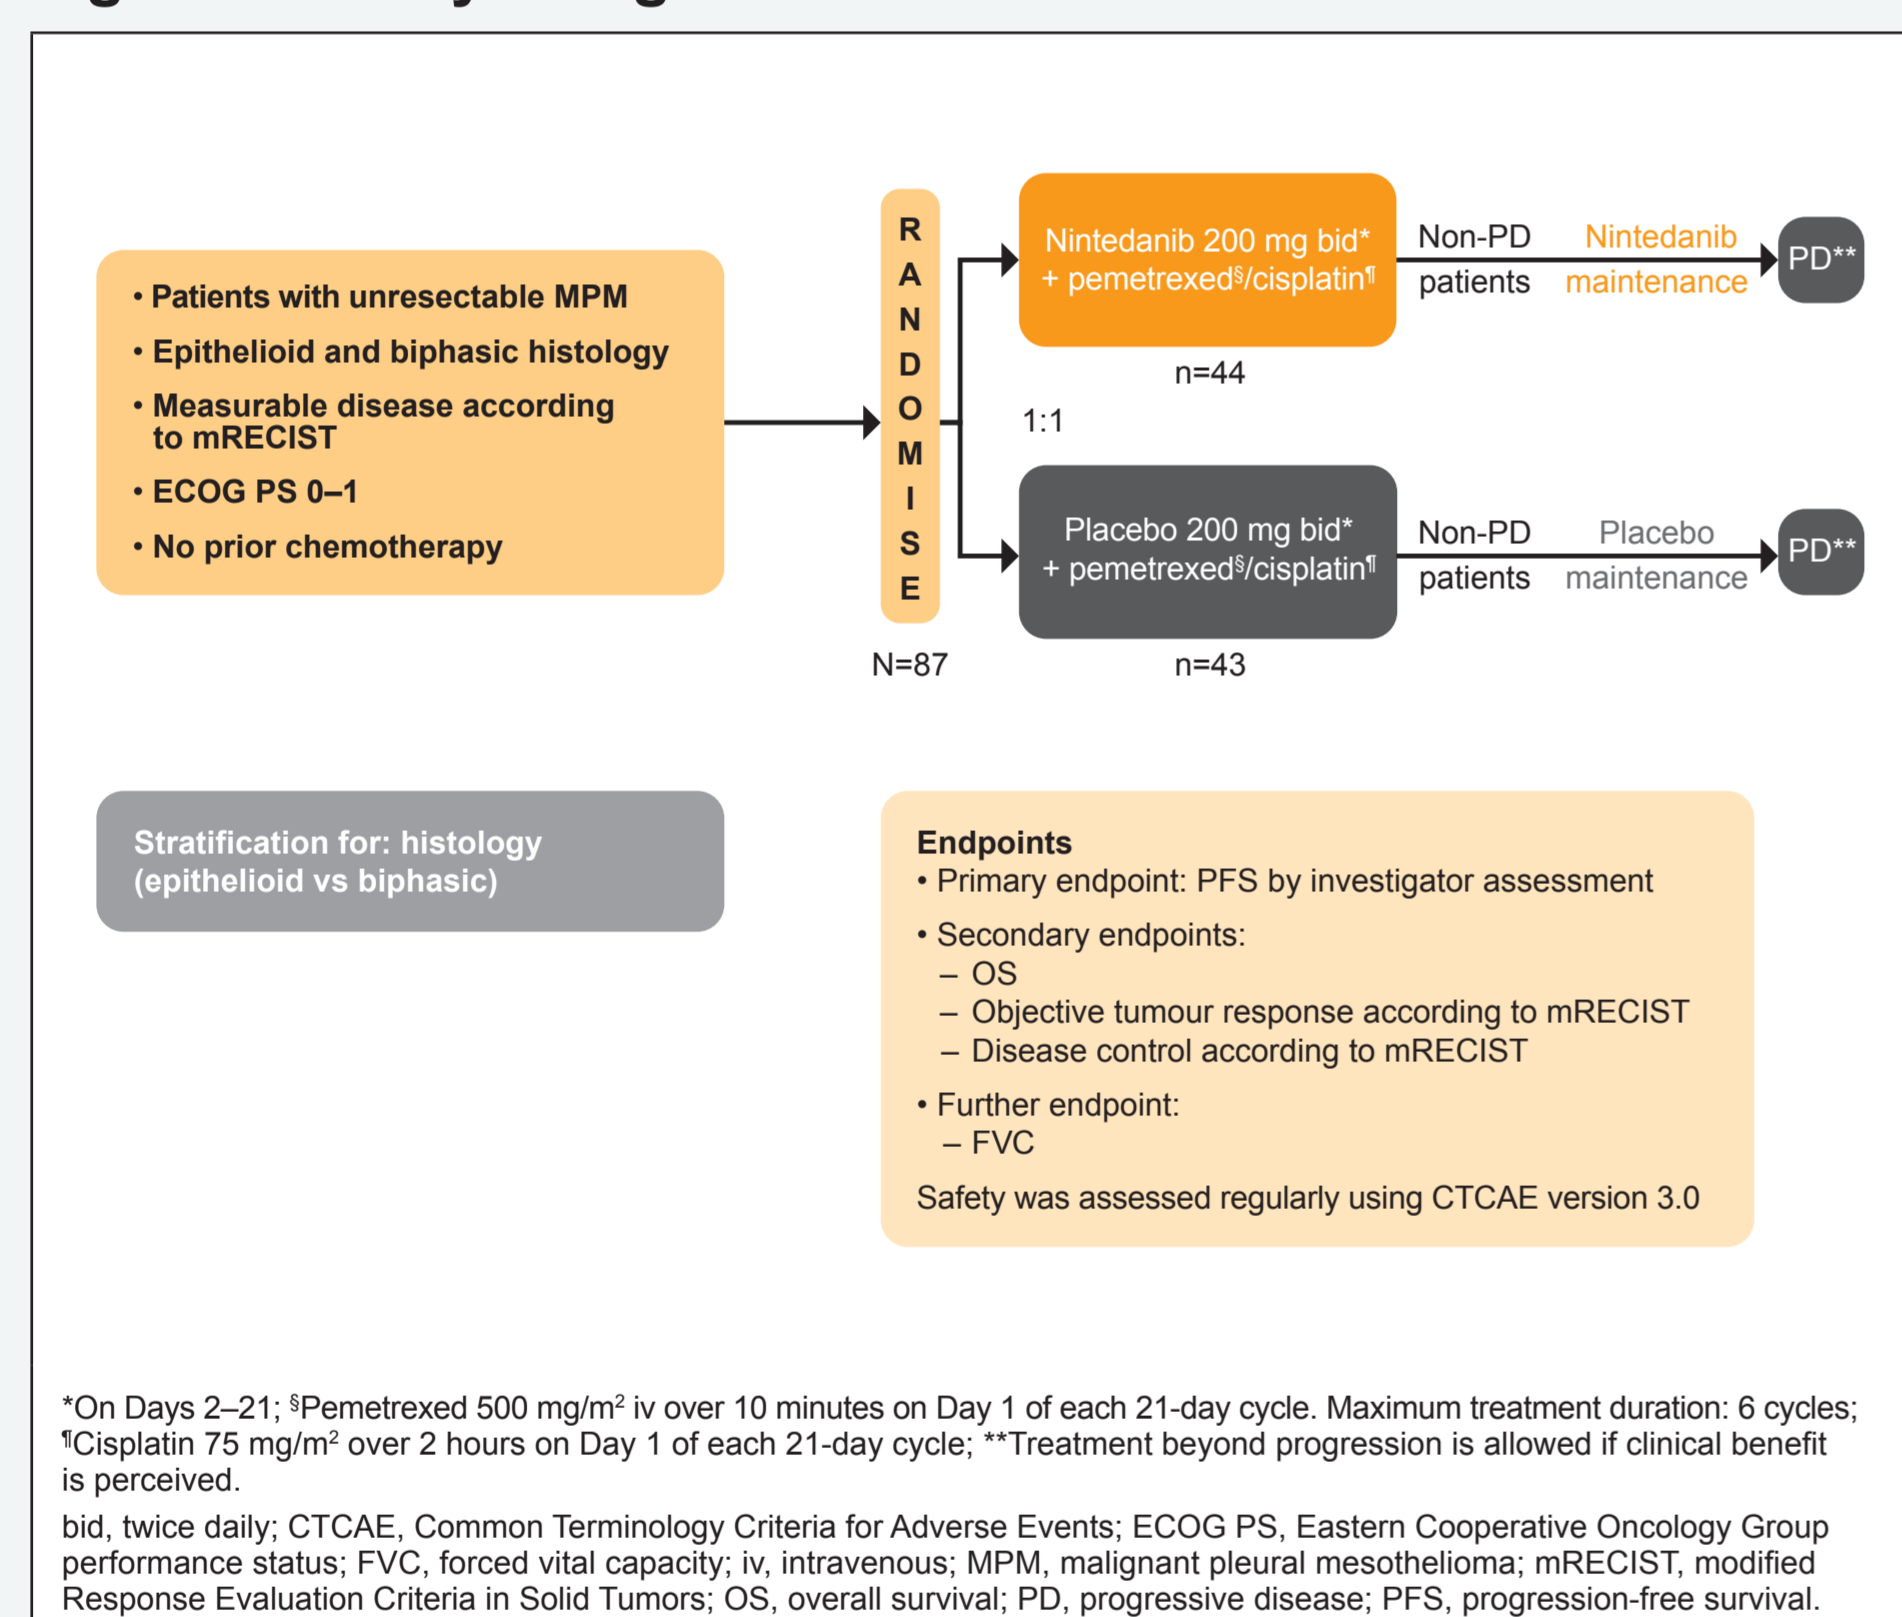 • Patients with unresectable MPM
• Epithelioid and biphasic histology
• Measurable disease according
to mRECIST
• ECOG PS 0–1
• No prior chemotherapy
RANDOMISE
N=87
Nintedanib 200 mg bid*
+ pemetrexed§/cisplatin¶
n=44
1:1
Placebo 200 mg bid*
+ pemetrexed§/cisplatin¶
n=43
Non-PD
patients
Nintedanib
maintenance
PD**
Non-PD
patients
Placebo
maintenance
PD**
Stratification for: histology
(epithelioid vs biphasic)
Endpoints
• Primary endpoint: PFS by investigator assessment
• Secondary endpoints:
– OS
– Objective tumour response according to mRECIST
– Disease control according to mRECIST
• Further endpoint:
– FVC
Safety was assessed regularly using CTCAE version 3.0
*On Days 2–21; §Pemetrexed 500 mg/m² iv over 10 minutes on Day 1 of each 21-day cycle. Maximum treatment duration: 6 cycles;
¶Cisplatin 75 mg/m² over 2 hours on Day 1 of each 21-day cycle; **Treatment beyond progression is allowed if clinical benefit
is perceived.
bid, twice daily; CTCAE, Common Terminology Criteria for Adverse Events; ECOG PS, Eastern Cooperative Oncology Group
performance status; FVC, forced vital capacity; iv, intravenous; MPM, malignant pleural mesothelioma; mRECIST, modified
Response Evaluation Criteria in Solid Tumors; OS, overall survival; PD, progressive disease; PFS, progression-free survival.